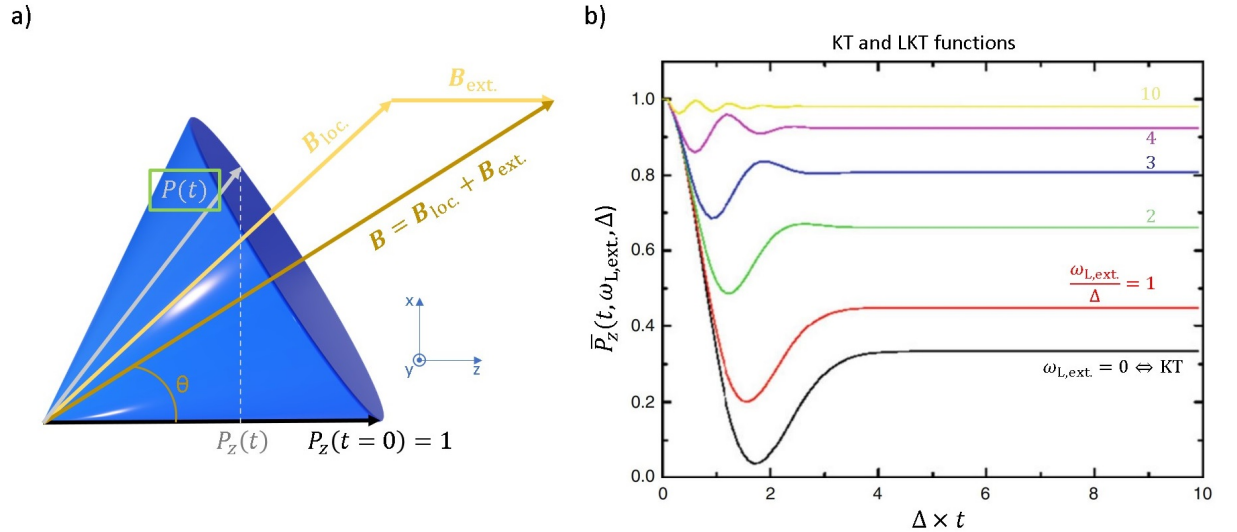 a)
B_ext.
B_loc.
P(t)
B = B_loc. + B_ext.
x
y
z
θ
P_z(t)
P_z(t = 0) = 1
b)
KT and LKT functions
P̅_z(t, ω_L,ext., Δ)
1.0
0.8
0.6
0.4
0.2
0.0
10
4
3
2
ω_L,ext./Δ = 1
ω_L,ext. = 0 ⇔ KT
0 2 4 6 8 10
Δ × t